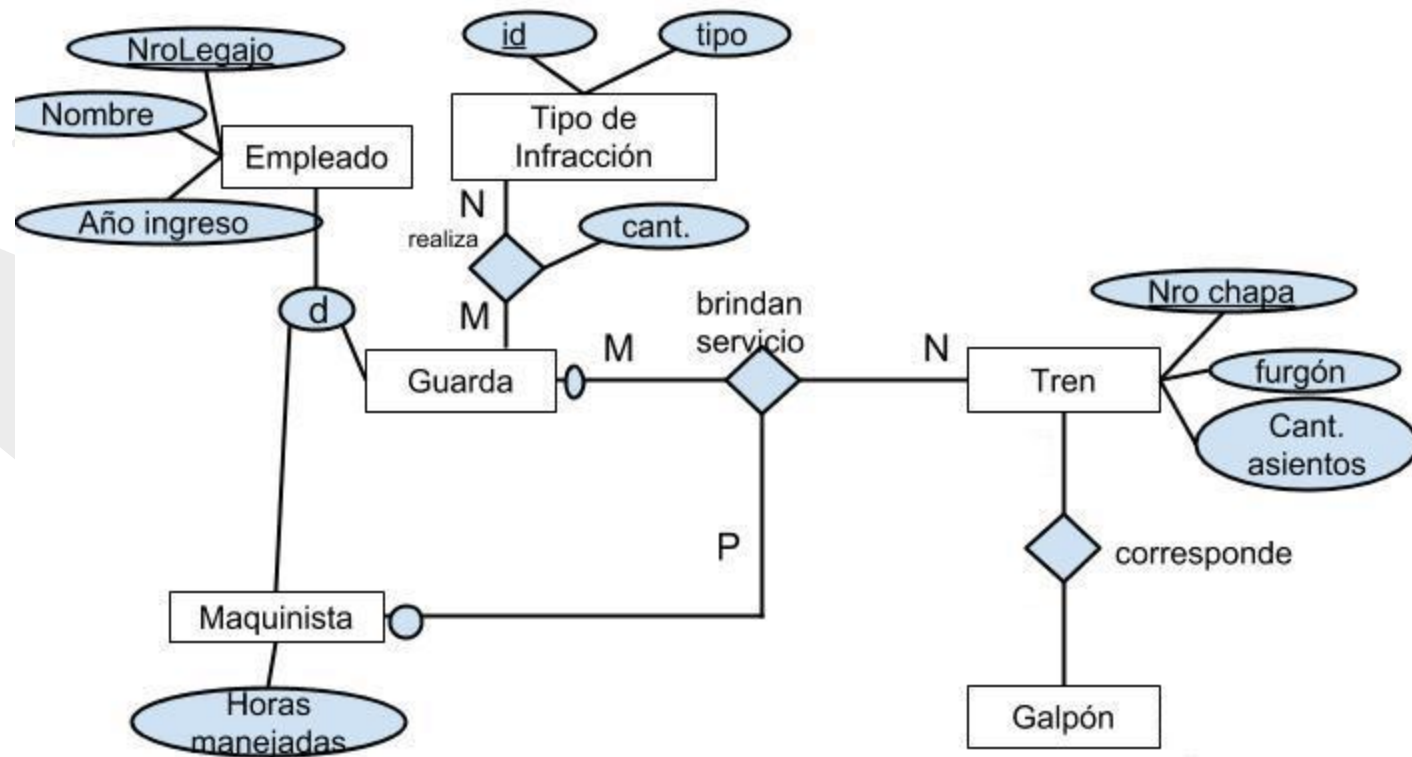 NroLegajo
id
tipo
Nombre
Tipo de
Infracción
Empleado
Año ingreso
N
realiza
cant.
M
d
brindan
servicio
Nro chapa
Guarda
M
N
Tren
furgón
Cant.
asientos
P
corresponde
Maquinista
Horas
manejadas
Galpón